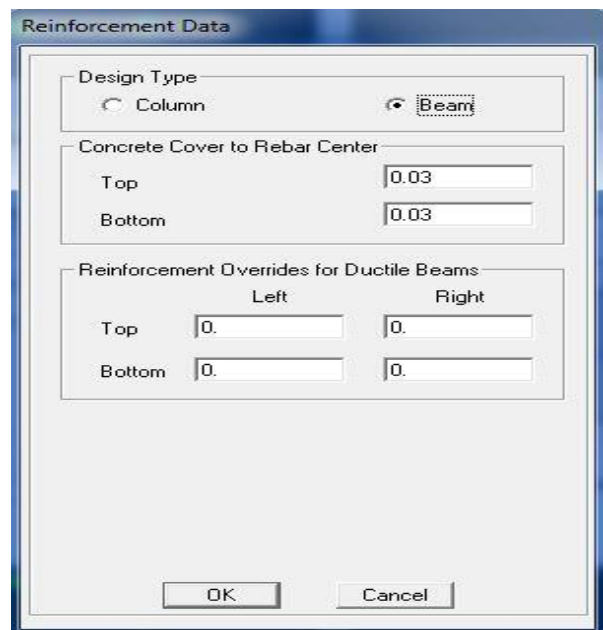 Reinforcement Data
Design Type
Column Beam
Concrete Cover to Rebar Center
Top 0.03
Bottom 0.03
Reinforcement Overrides for Ductile Beams
Left Right
Top 0. 0.
Bottom 0. 0.
OK Cancel